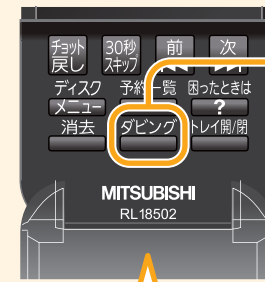 チョット 30秒 前 次
戻し スキップ
ディスク 予約一覧 困ったときは
メニュー ?
消去 ダビング トレイ開/閉
MITSUBISHI
RL18502